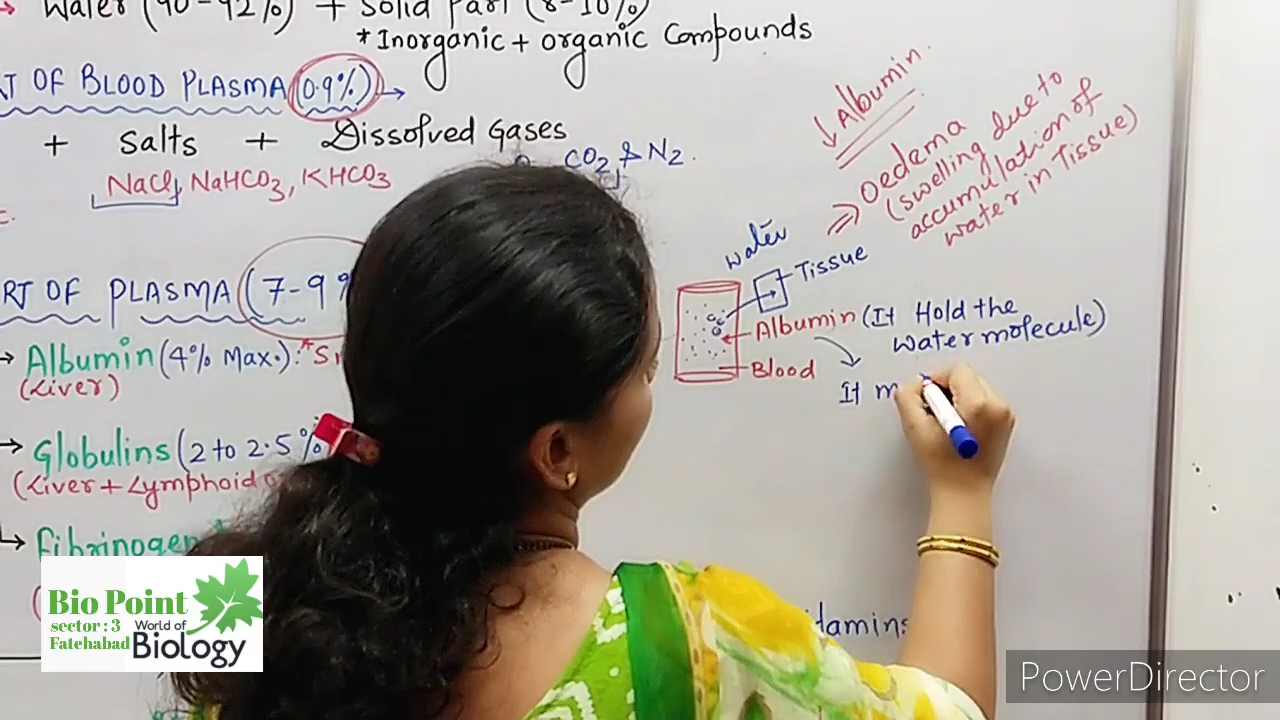 Water (90-92%) + Solid Part (8-10%)
* Inorganic + organic Compounds
OF BLOOD PLASMA (0.9%) →
+ Salts + Dissolved Gases
NaCl, NaHCO3, KHCO3
CO2 & N2.
↓ Albumin.
⇒ Oedema
(swelling due to
accumulation of
water in Tissue)
water
Tissue
OF PLASMA (7-9%
Albumin (It Hold the
water molecule)
Blood
It m
→ Albumin (4% Max.):*
(Liver)
→ Globulins (2 to 2.5%
(Liver + Lymphoid
→ Fibrinogen
Bio Point
sector : 3
Fatehabad
World of
Biology
PowerDirector